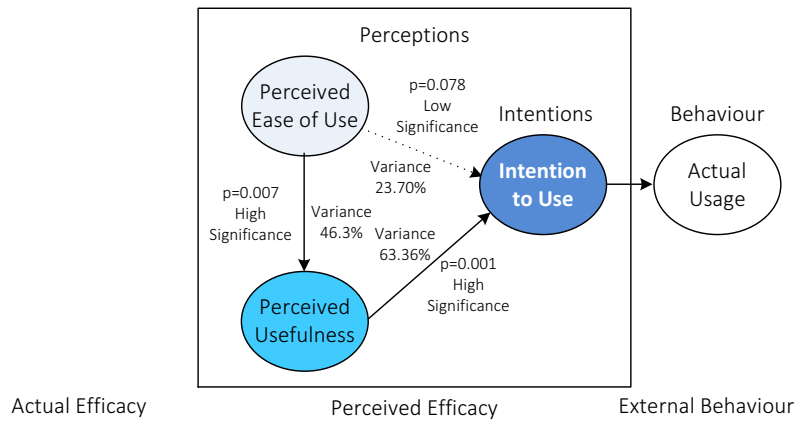 Perceptions
Perceived
Ease of Use
p=0.078
Low
Significance
Intentions
Behaviour
Variance
23.70%
Intention
to Use
Actual
Usage
p=0.007
High
Significance
Variance
46.3%
Variance
63.36%
p=0.001
High
Significance
Perceived
Usefulness
Actual Efficacy
Perceived Efficacy
External Behaviour